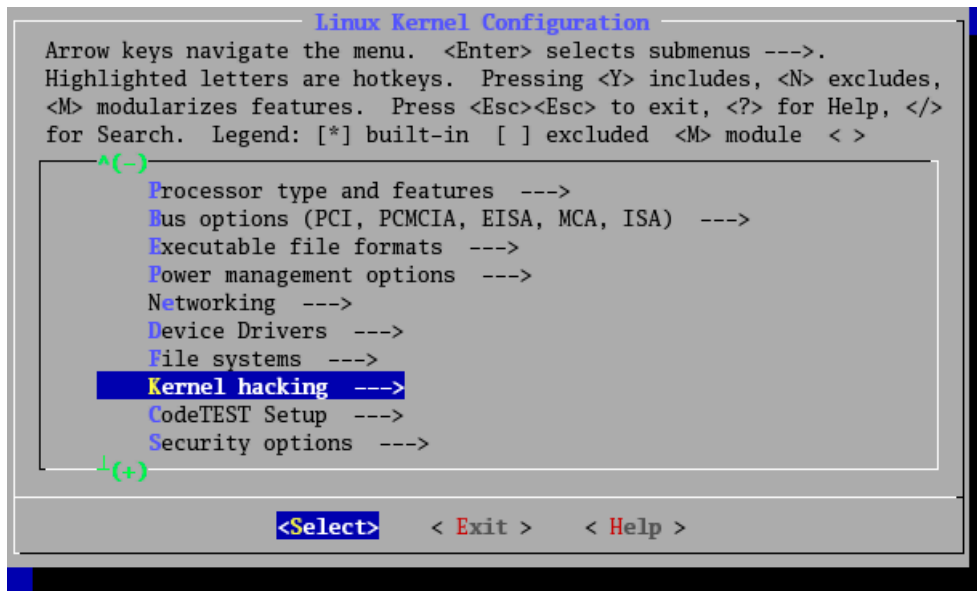 Linux Kernel Configuration
Arrow keys navigate the menu.  <Enter> selects submenus --->.
Highlighted letters are hotkeys.  Pressing <Y> includes, <N> excludes,
<M> modularizes features.  Press <Esc><Esc> to exit, <?> for Help, </>
for Search.  Legend: [*] built-in  [ ] excluded  <M> module  < >
^(-)
Processor type and features  --->
Bus options (PCI, PCMCIA, EISA, MCA, ISA)  --->
Executable file formats  --->
Power management options  --->
Networking  --->
Device Drivers  --->
File systems  --->
Kernel hacking  --->
CodeTEST Setup  --->
Security options  --->
┴(+)
<Select>    < Exit >    < Help >